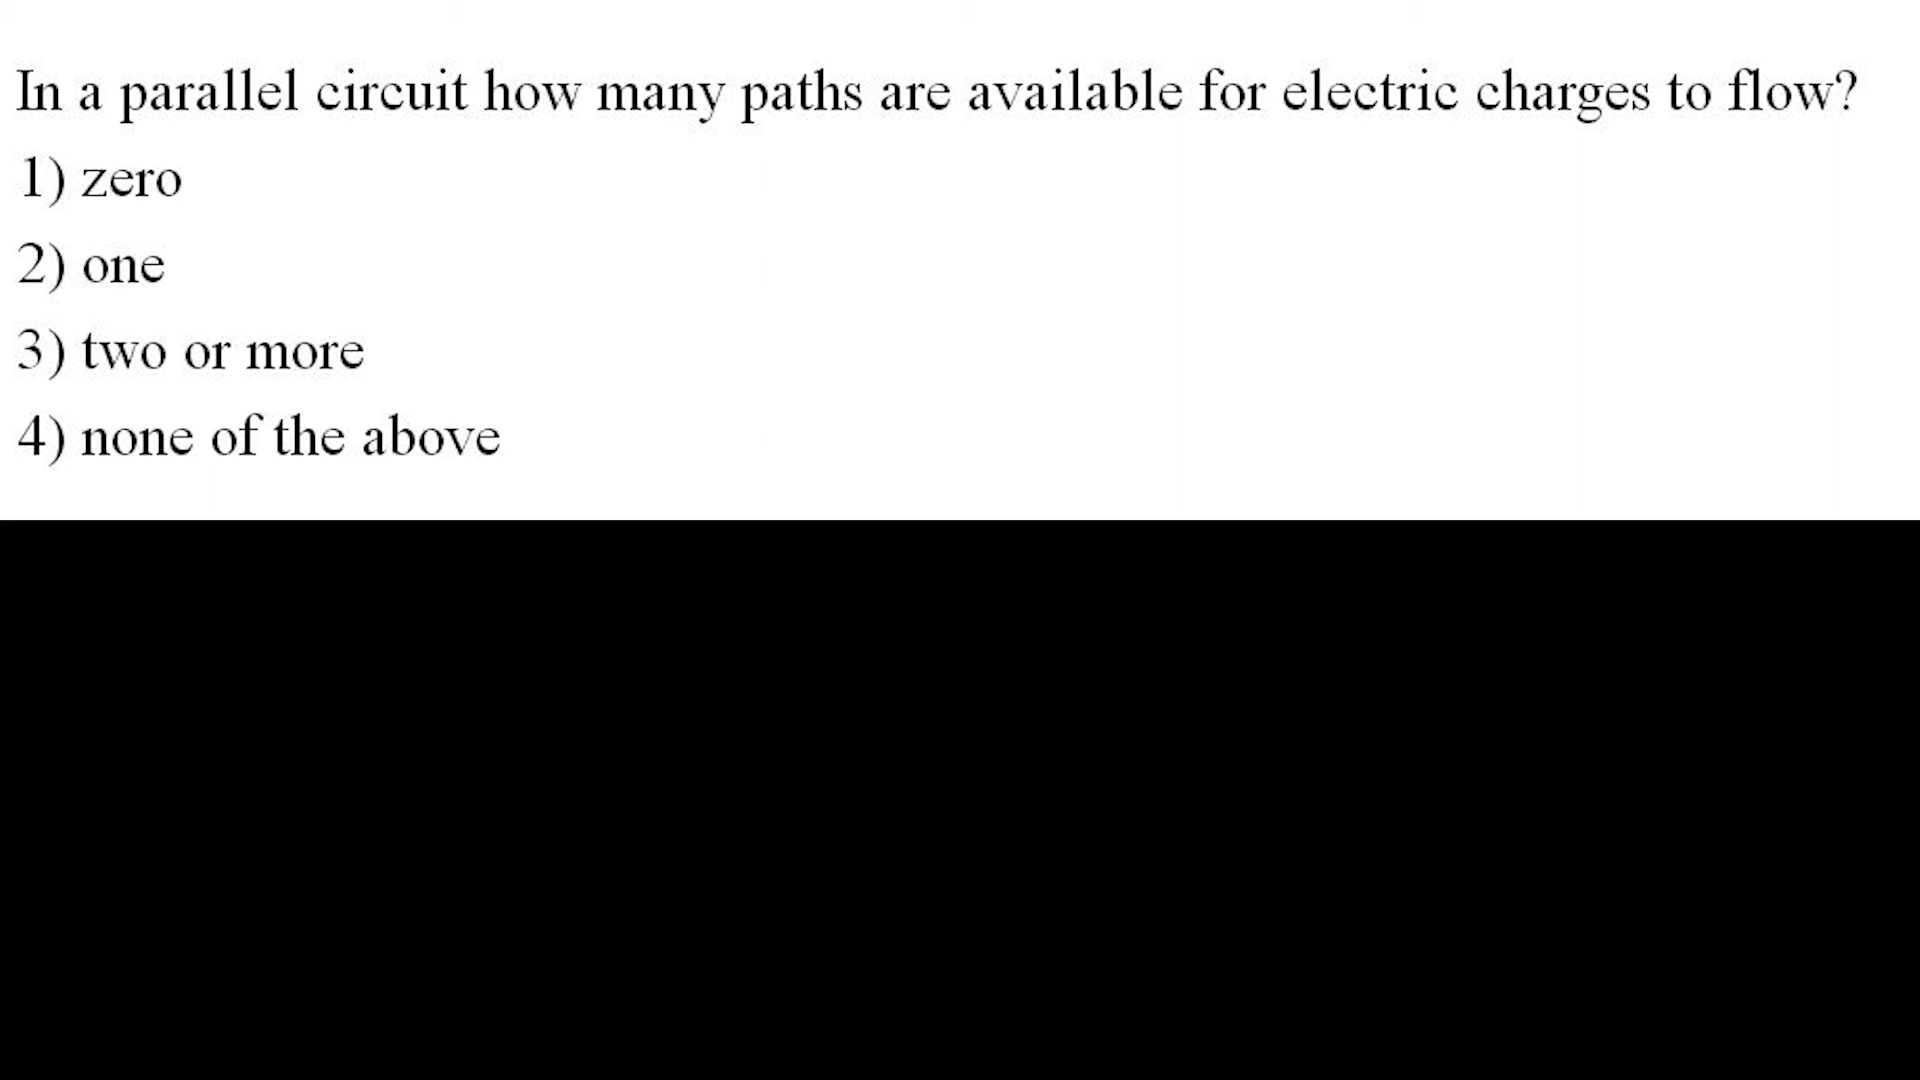 In a parallel circuit how many paths are available for electric charges to flow?
1) zero
2) one
3) two or more
4) none of the above